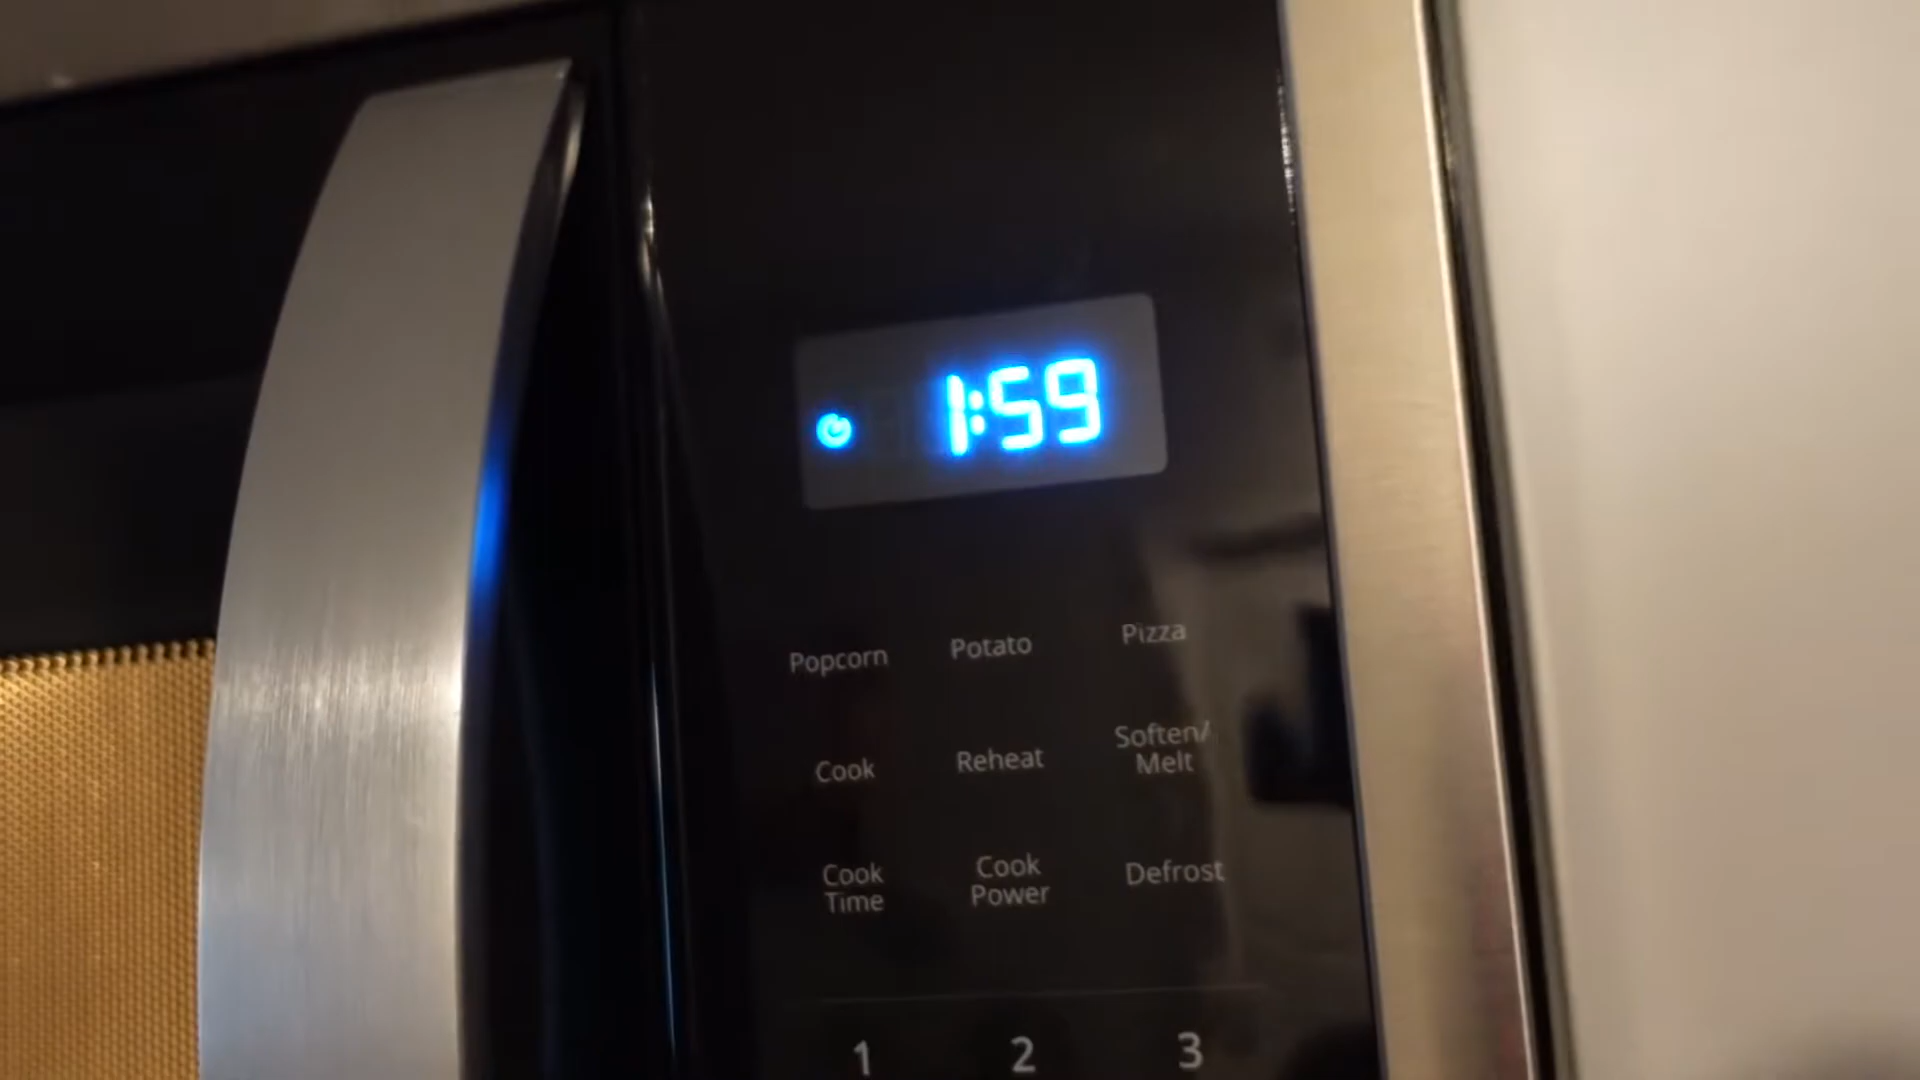 1:59
Popcorn
Potato
Pizza
Cook
Reheat
Soften/
Melt
Cook
Time
Cook
Power
Defrost
1
2
3